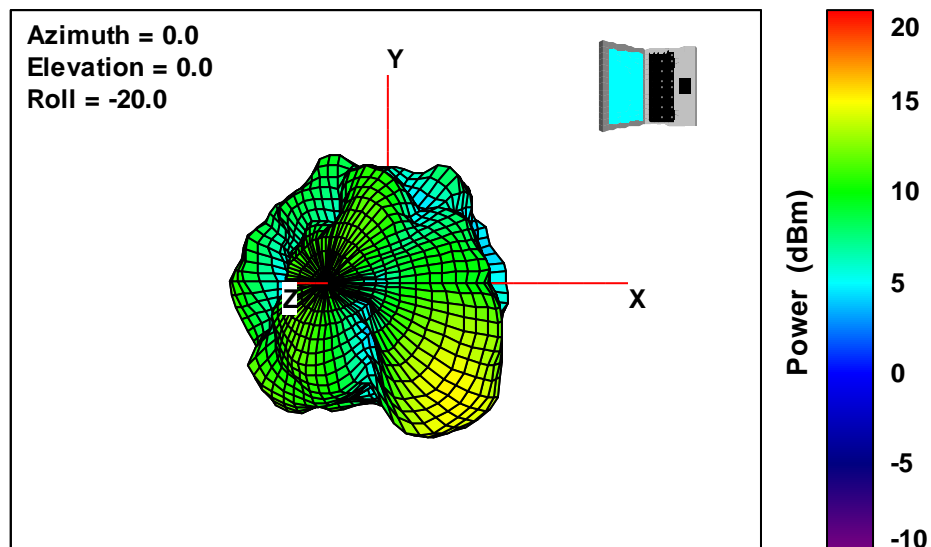 Azimuth = 0.0
Elevation = 0.0
Roll = -20.0
Y
Z
X
Power (dBm)
20
15
10
5
0
-5
-10